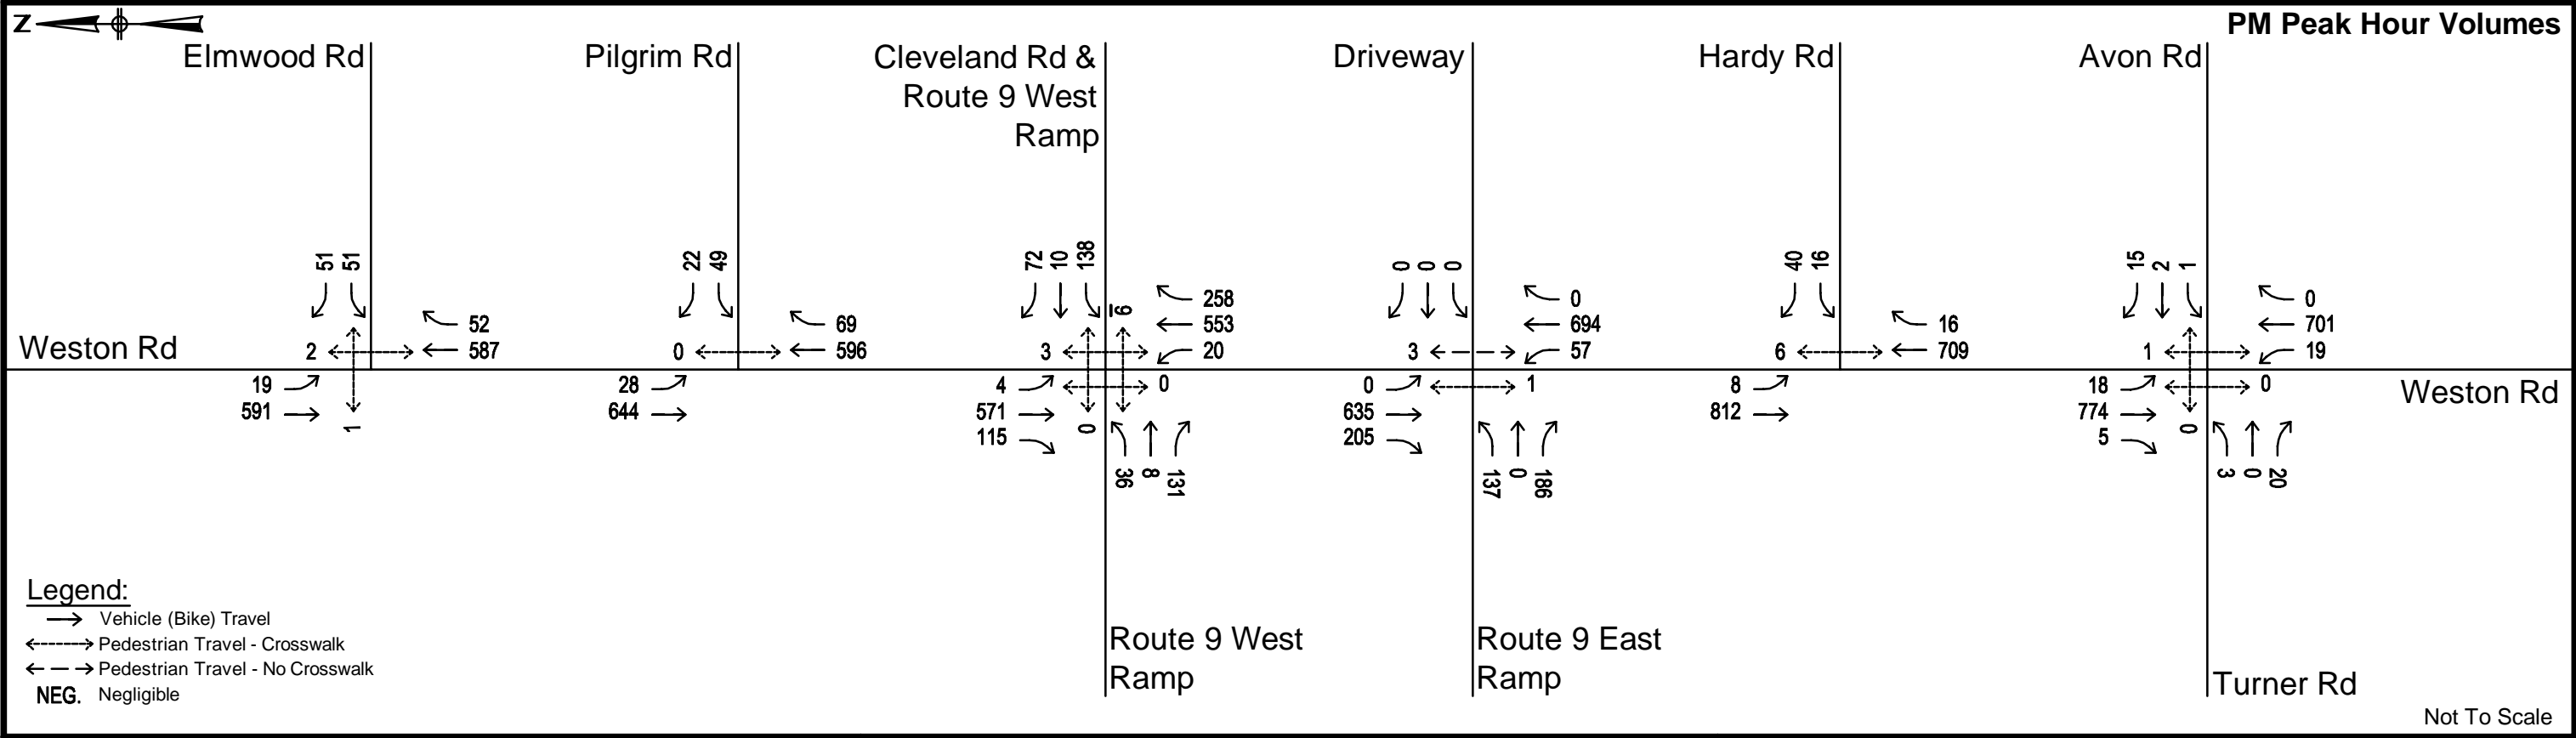 Z
PM Peak Hour Volumes
Elmwood Rd
Pilgrim Rd
Cleveland Rd &
Route 9 West
Ramp
Driveway
Hardy Rd
Avon Rd
Weston Rd
51 51
52
587
2
19
591
1
22 49
69
596
0
28
644
72 10 138
6
258
553
20
3
4
571
115
0
0
36 8 131
0 0 0
0
694
57
3
0
635
205
1
137 0 186
40 16
16
709
6
8
812
15 2 1
0
701
19
1
18
774
5
0
0
3 0 20
Weston Rd
Legend:
Vehicle (Bike) Travel
Pedestrian Travel - Crosswalk
Pedestrian Travel - No Crosswalk
NEG. Negligible
Route 9 West
Ramp
Route 9 East
Ramp
Turner Rd
Not To Scale